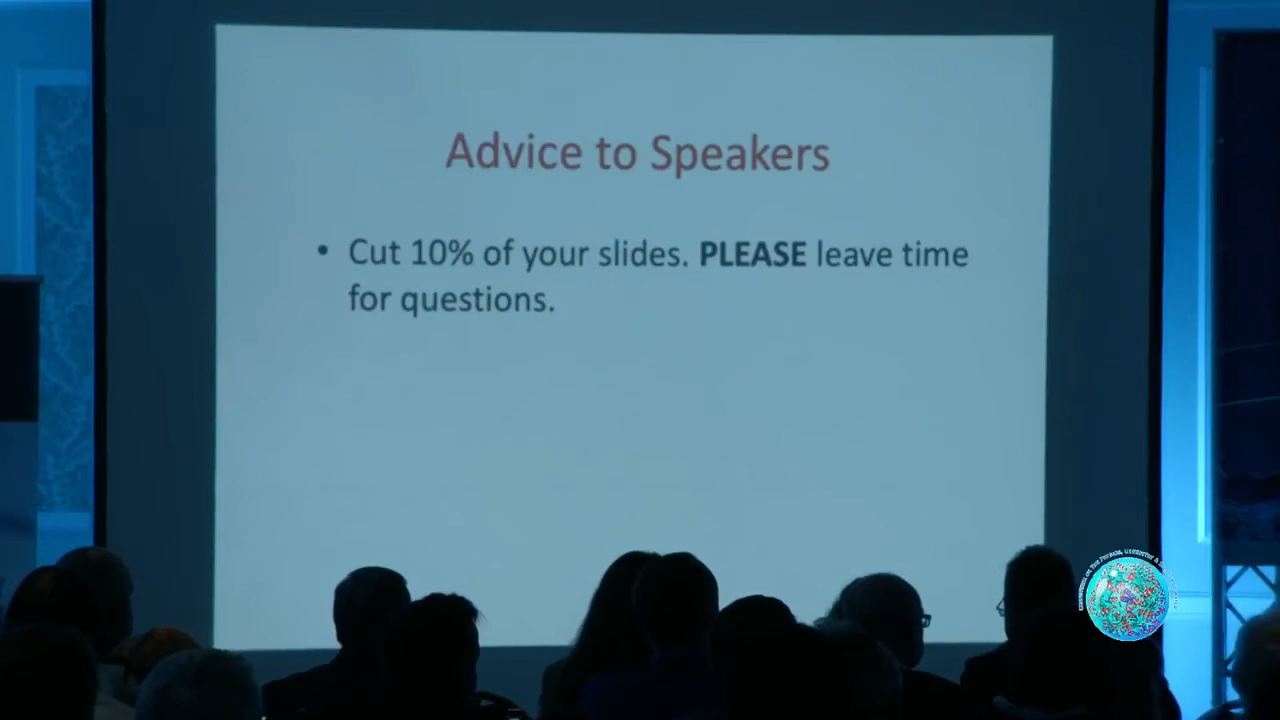 Advice to Speakers
• Cut 10% of your slides. PLEASE leave time
for questions.